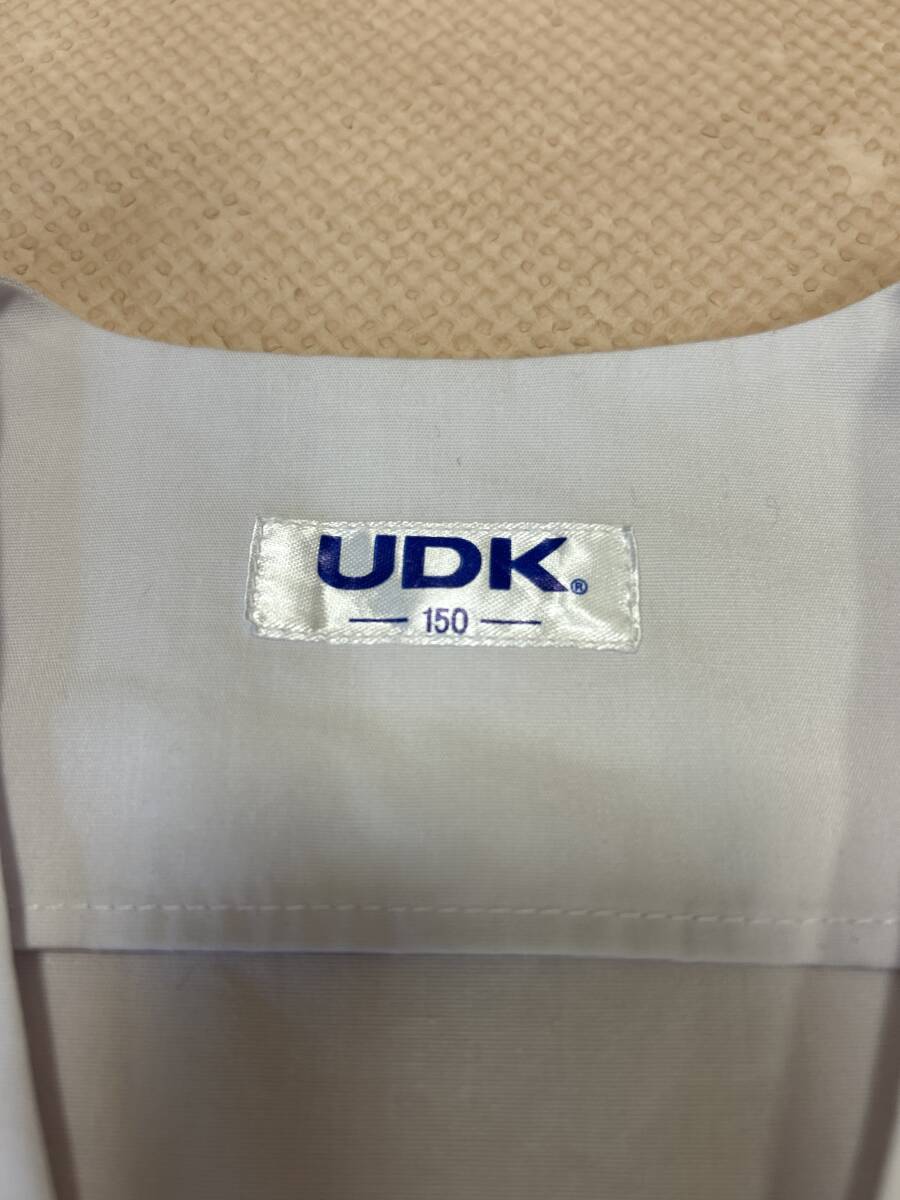 UDK®
— 150 —